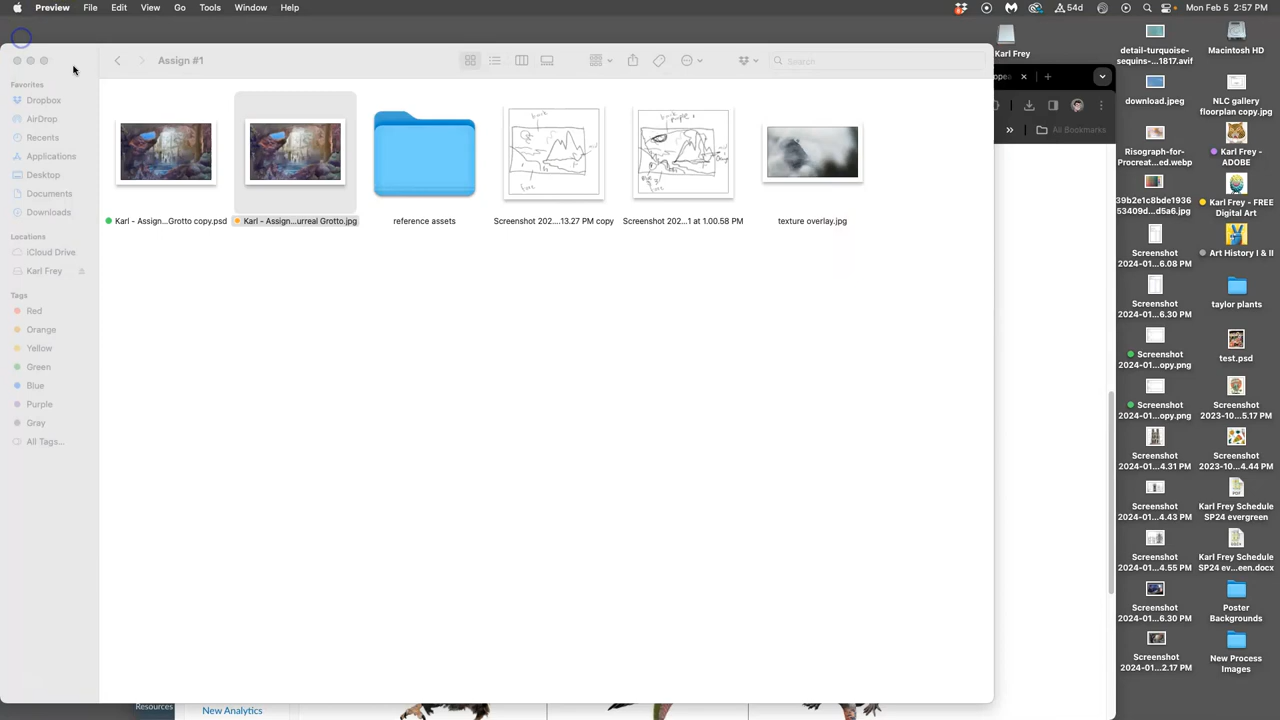 Preview File Edit View Go Tools Window Help 54d Mon Feb 5 2:57 PM
Assign #1
Search
Favorites
Dropbox
AirDrop
Recents
Applications
Desktop
Documents
Downloads
Locations
iCloud Drive
Karl Frey
Tags
Red
Orange
Yellow
Green
Blue
Purple
Gray
All Tags...
Karl - Assign...Grotto copy.psd
Karl - Assign...urreal Grotto.jpg
reference assets
Screenshot 202....13.27 PM copy
Screenshot 202...1 at 1.00.58 PM
texture overlay.jpg
Karl Frey
All Bookmarks
Resources
New Analytics
detail-turquoise-
sequins-...1817.avif
download.jpeg
Risograph-for-
Procreat...ed.webp
39b2e1c8bde1936
53409d...d5a6.jpg
Screenshot
2024-01...6.08 PM
Screenshot
2024-01...6.30 PM
Screenshot
2024-01...opy.png
Screenshot
2024-01...opy.png
Screenshot
2024-01...4.31 PM
Screenshot
2024-01...4.43 PM
Screenshot
2024-01...4.55 PM
Screenshot
2024-01...6.30 PM
Screenshot
2024-01...2.17 PM
Macintosh HD
NLC gallery
floorplan copy.jpg
Karl Frey -
ADOBE
Karl Frey - FREE
Digital Art
Art History I & II
taylor plants
test.psd
Screenshot
2023-10...5.17 PM
Screenshot
2023-10...4.44 PM
Karl Frey Schedule
SP24 evergreen
Karl Frey Schedule
SP24 ev...een.docx
Poster
Backgrounds
New Process
Images